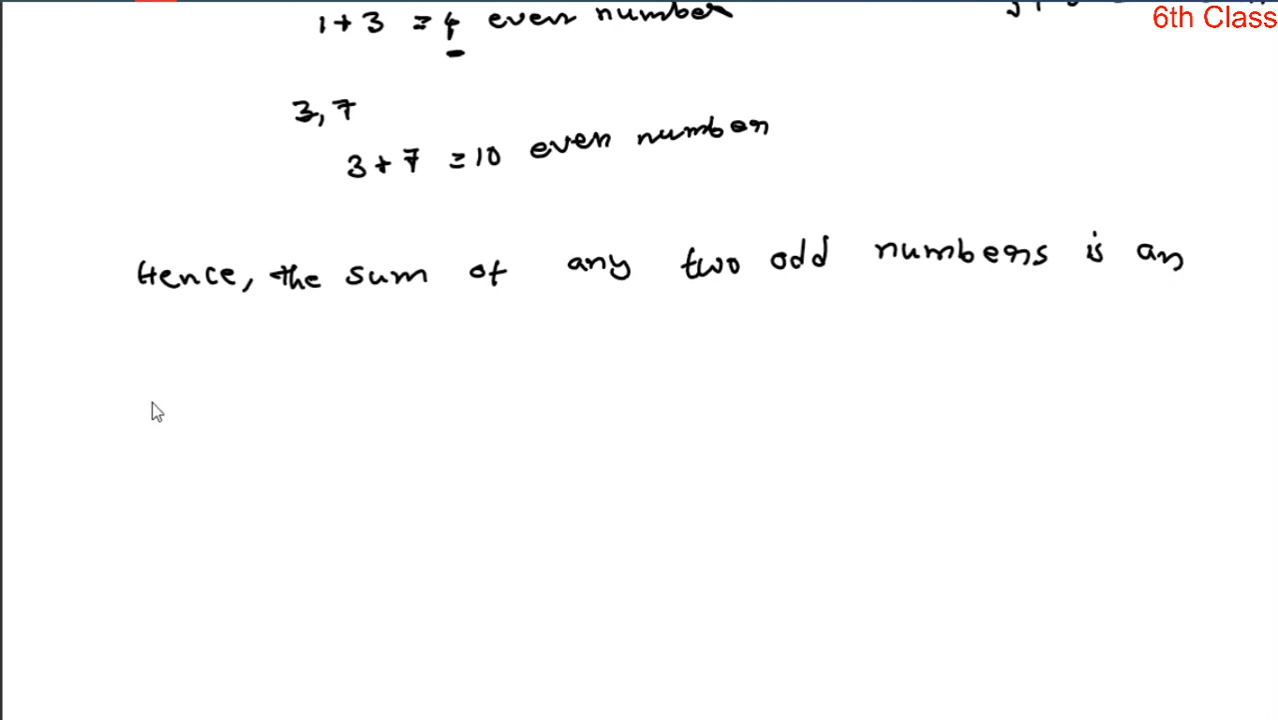 6th Class
1 + 3 = 4 even number
3, 7
3 + 7 = 10 even number
Hence, the sum of any two odd numbers is an